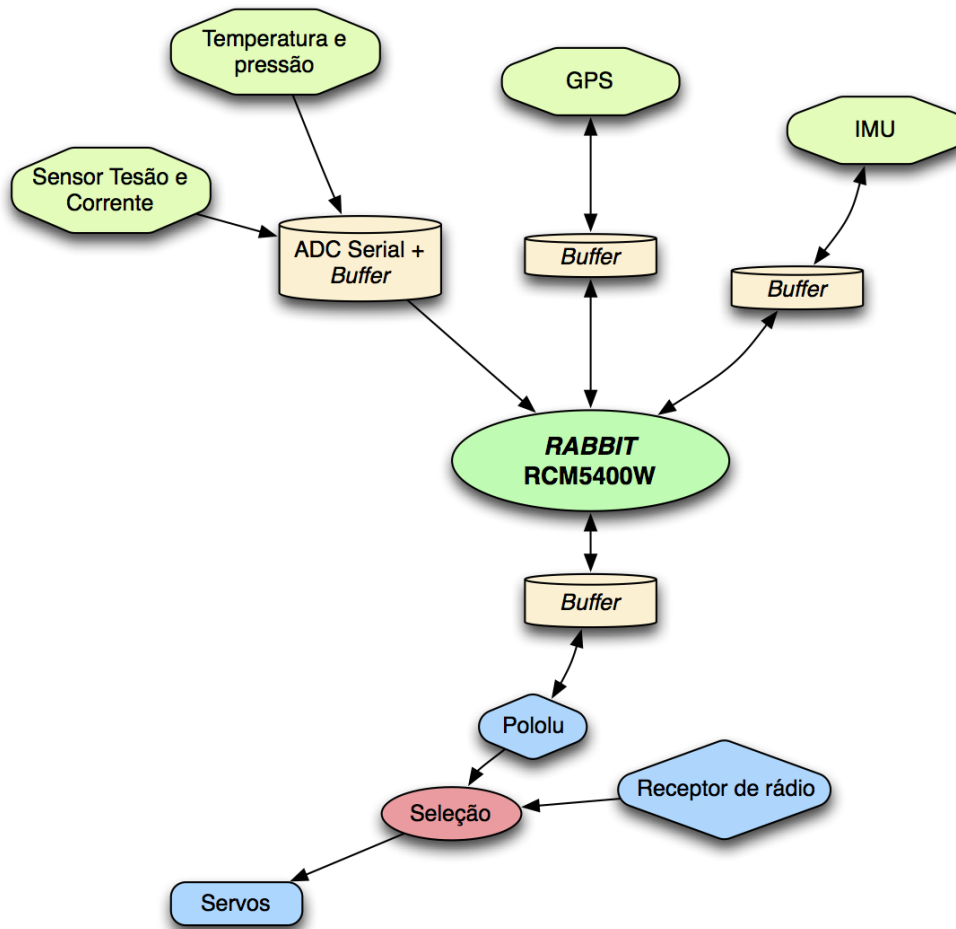 Temperatura e
pressão
GPS
IMU
Sensor Tesão e
Corrente
ADC Serial +
Buffer
Buffer
Buffer
RABBIT
RCM5400W
Buffer
Pololu
Receptor de rádio
Seleção
Servos